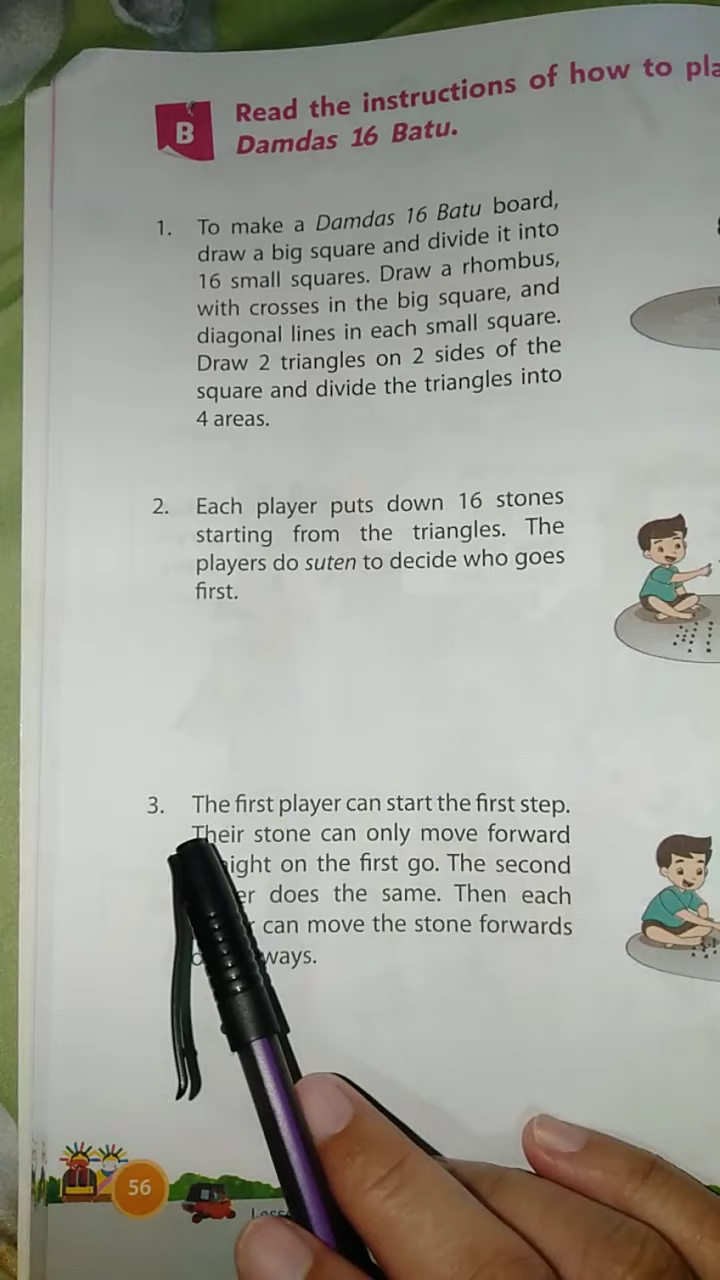 B
Read the instructions of how to
Damdas 16 Batu.
1. To make a Damdas 16 Batu board,
draw a big square and divide it into
16 small squares. Draw a rhombus,
with crosses in the big square, and
diagonal lines in each small square.
Draw 2 triangles on 2 sides of the
square and divide the triangles into
4 areas.
2. Each player puts down 16 stones
starting from the triangles. The
players do suten to decide who goes
first.
3. The first player can start the first step.
Their stone can only move forward
on the first go. The second
does the same. Then each
can move the stone forwards
56